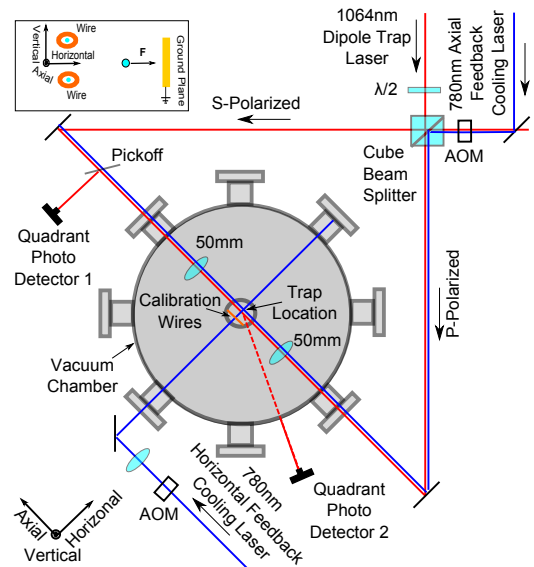 Vertical
Horizontal
Axial
Wire
Wire
F
Ground Plane
1064nm
Dipole Trap
Laser
780nm Axial
Feedback
Cooling Laser
λ/2
S-Polarized
AOM
Cube
Beam
Splitter
Pickoff
Quadrant
Photo
Detector 1
50mm
Calibration
Wires
Trap
Location
50mm
P-Polarized
Vacuum
Chamber
780nm
Horizontal Feedback
Cooling Laser
Quadrant
Photo
Detector 2
AOM
Axial
Horizonal
Vertical